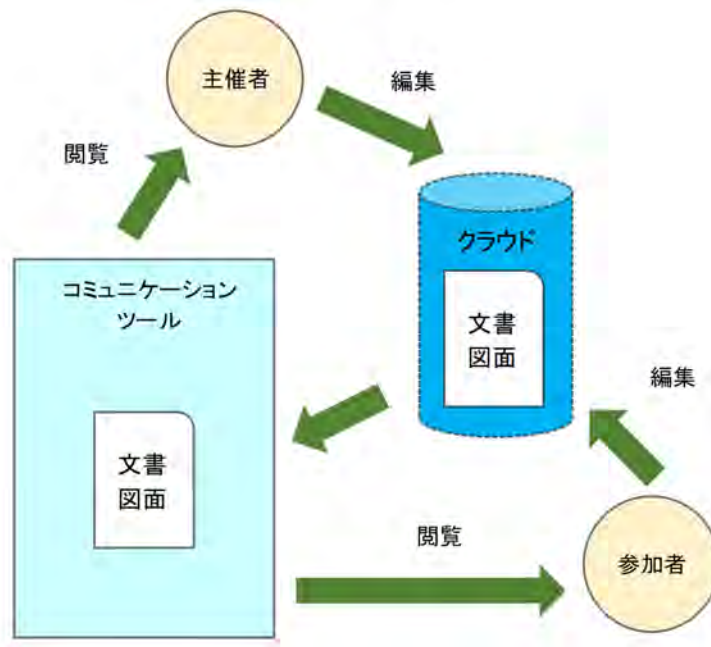 主催者
編集
閲覧
クラウド
文書
図面
コミュニケーション
ツール
文書
図面
編集
閲覧
参加者